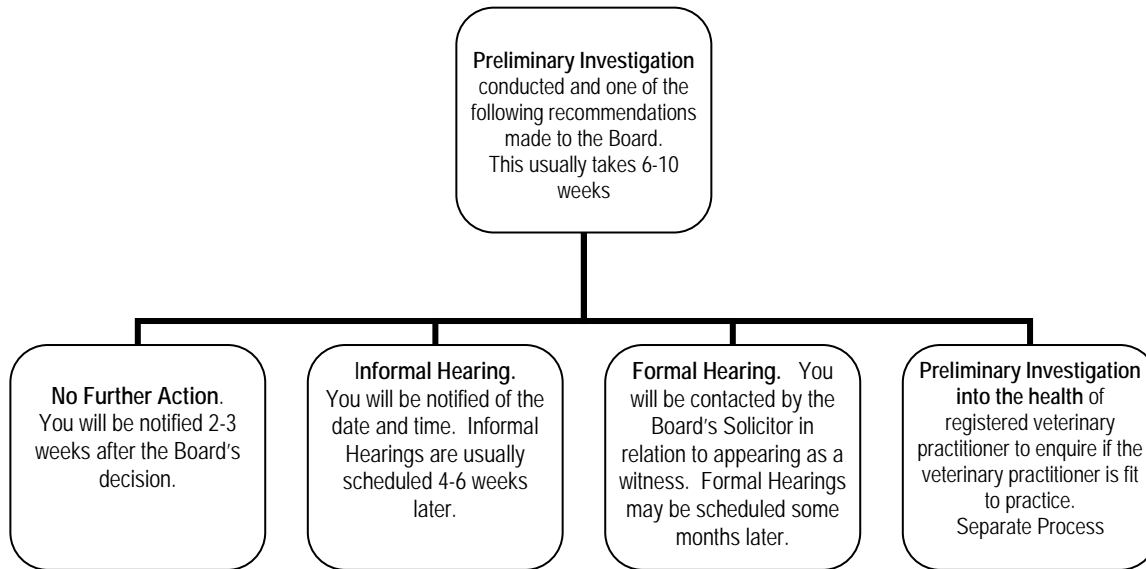 Preliminary Investigation
conducted and one of the
following recommendations
made to the Board.
This usually takes 6-10
weeks
No Further Action.
You will be notified 2-3
weeks after the Board's
decision.
Informal Hearing.
You will be notified of the
date and time. Informal
Hearings are usually
scheduled 4-6 weeks
later.
Formal Hearing. You
will be contacted by the
Board's Solicitor in
relation to appearing as a
witness. Formal Hearings
may be scheduled some
months later.
Preliminary Investigation
into the health of
registered veterinary
practitioner to enquire if the
veterinary practitioner is fit
to practice.
Separate Process